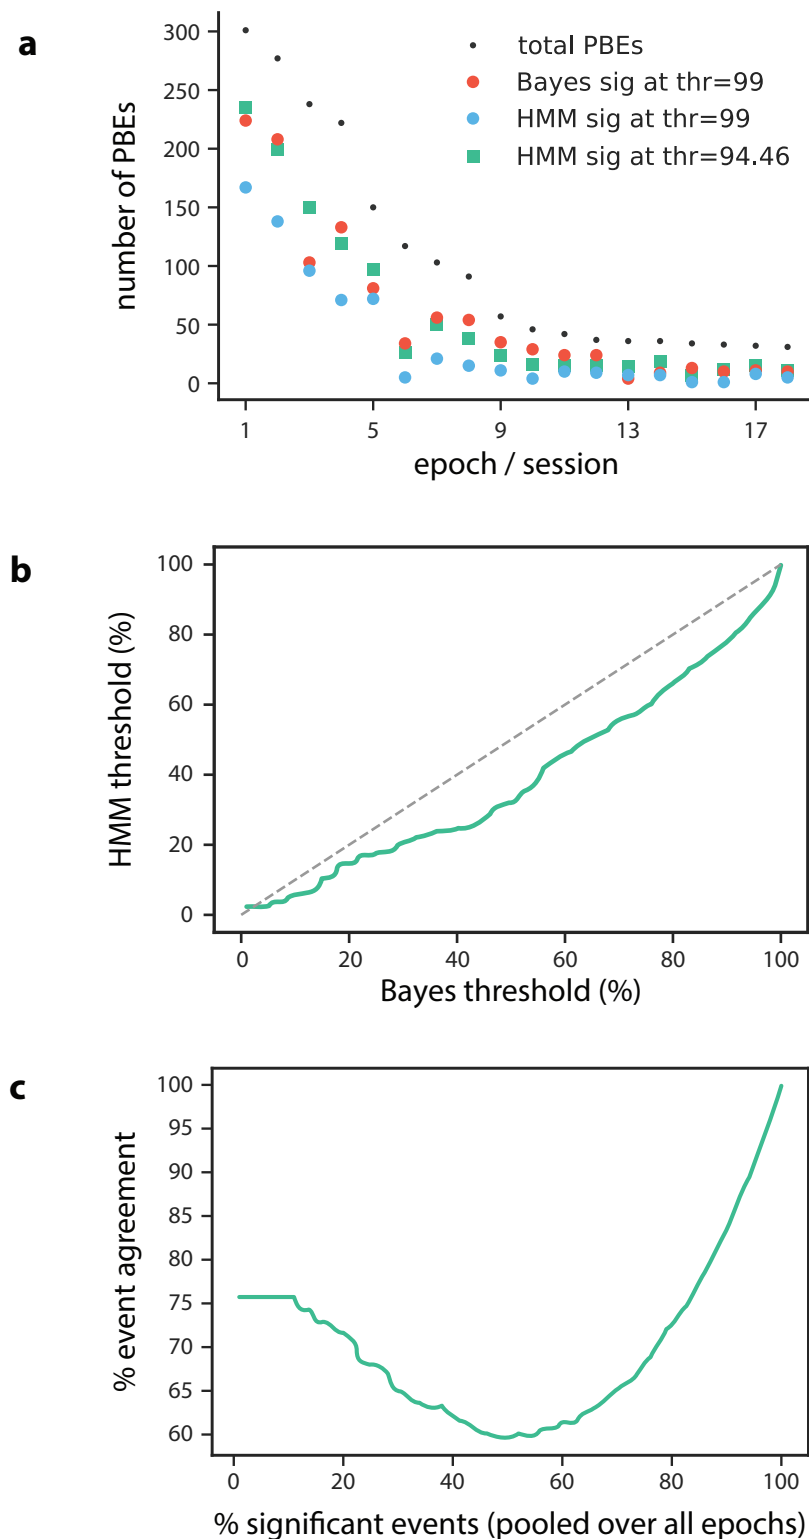 a
300
250
200
150
100
50
0
number of PBEs
total PBEs
Bayes sig at thr=99
HMM sig at thr=99
HMM sig at thr=94.46
1 5 9 13 17
epoch / session
b
100
80
60
40
20
0
HMM threshold (%)
0 20 40 60 80 100
Bayes threshold (%)
c
100
95
90
85
80
75
70
65
60
% event agreement
0 20 40 60 80 100
% significant events (pooled over all epochs)